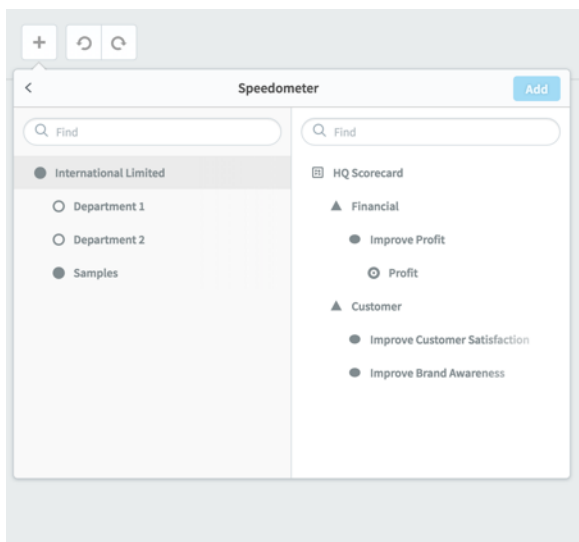 Speedometer
Add
Find
International Limited
Department 1
Department 2
Samples
Find
HQ Scorecard
Financial
Improve Profit
Profit
Customer
Improve Customer Satisfaction
Improve Brand Awareness